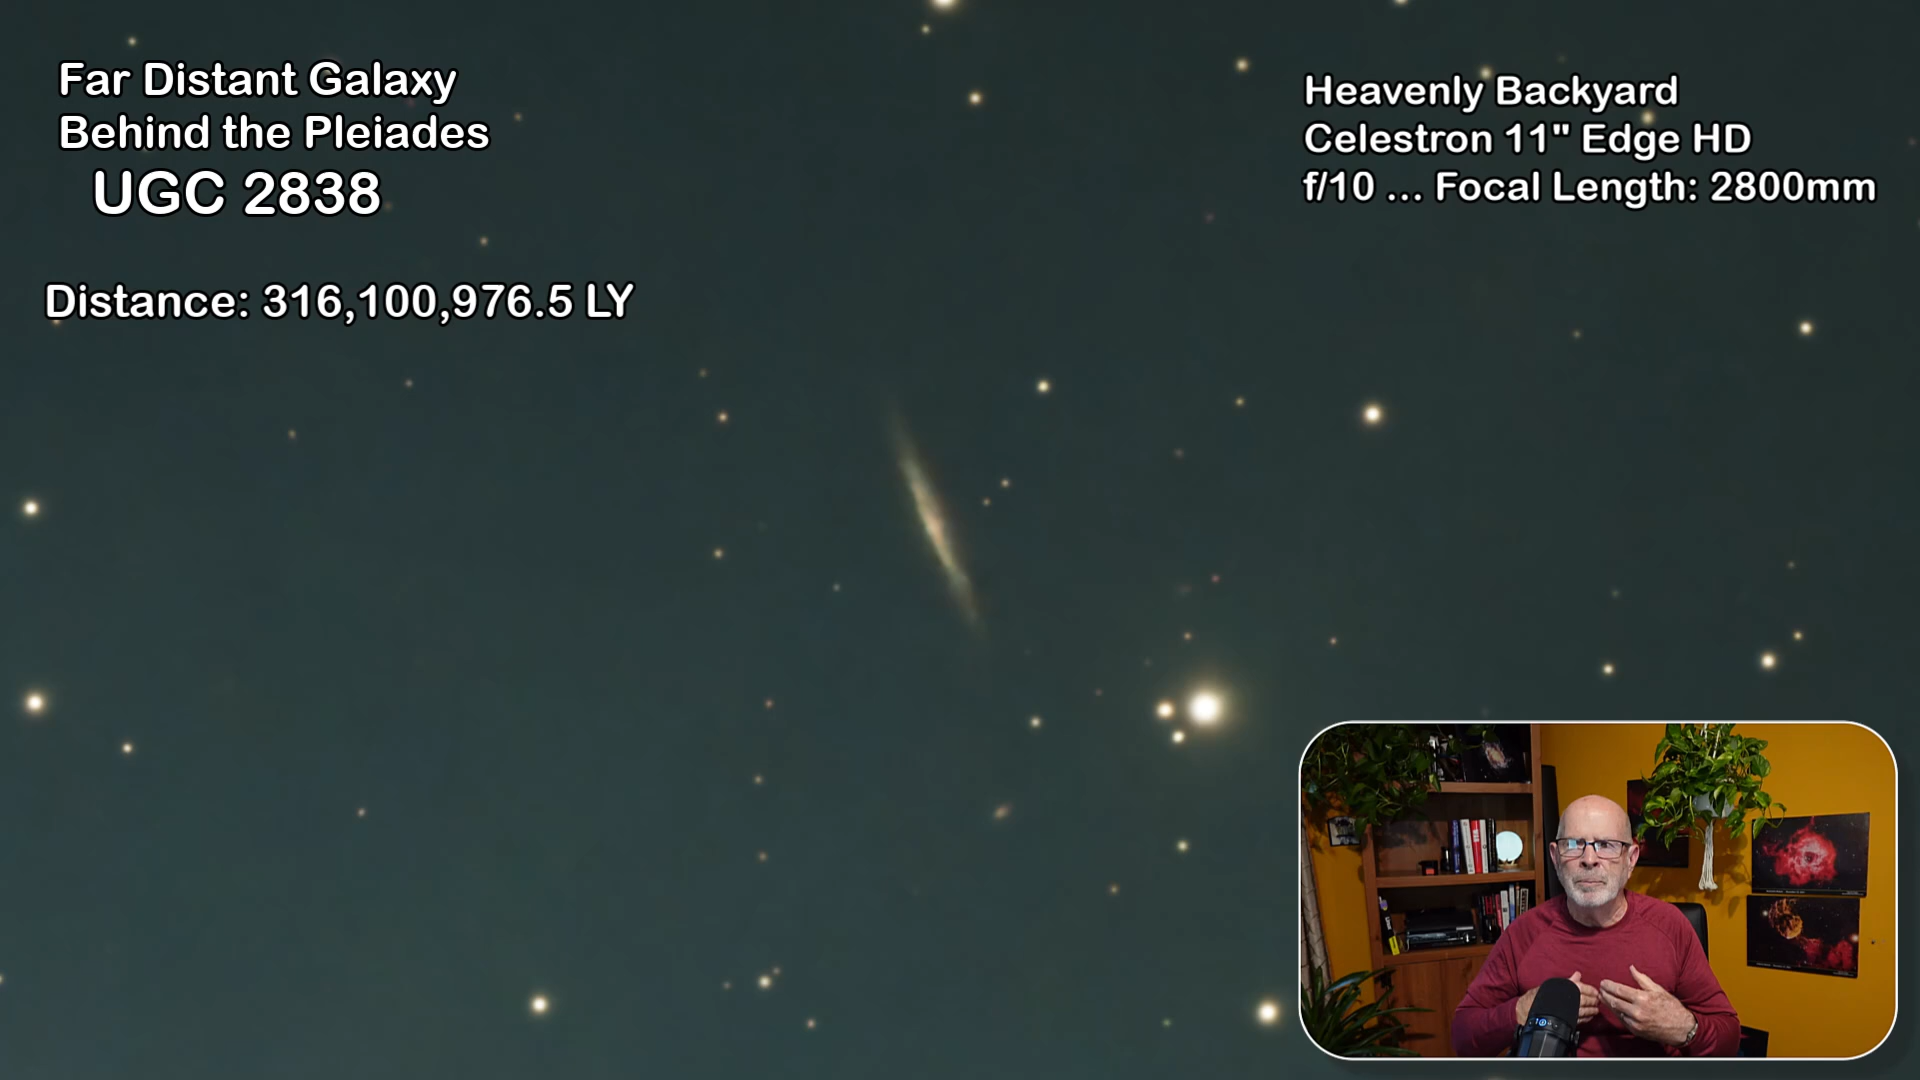 Far Distant Galaxy
Behind the Pleiades
UGC 2838
Distance: 316,100,976.5 LY
Heavenly Backyard
Celestron 11" Edge HD
f/10 ... Focal Length: 2800mm